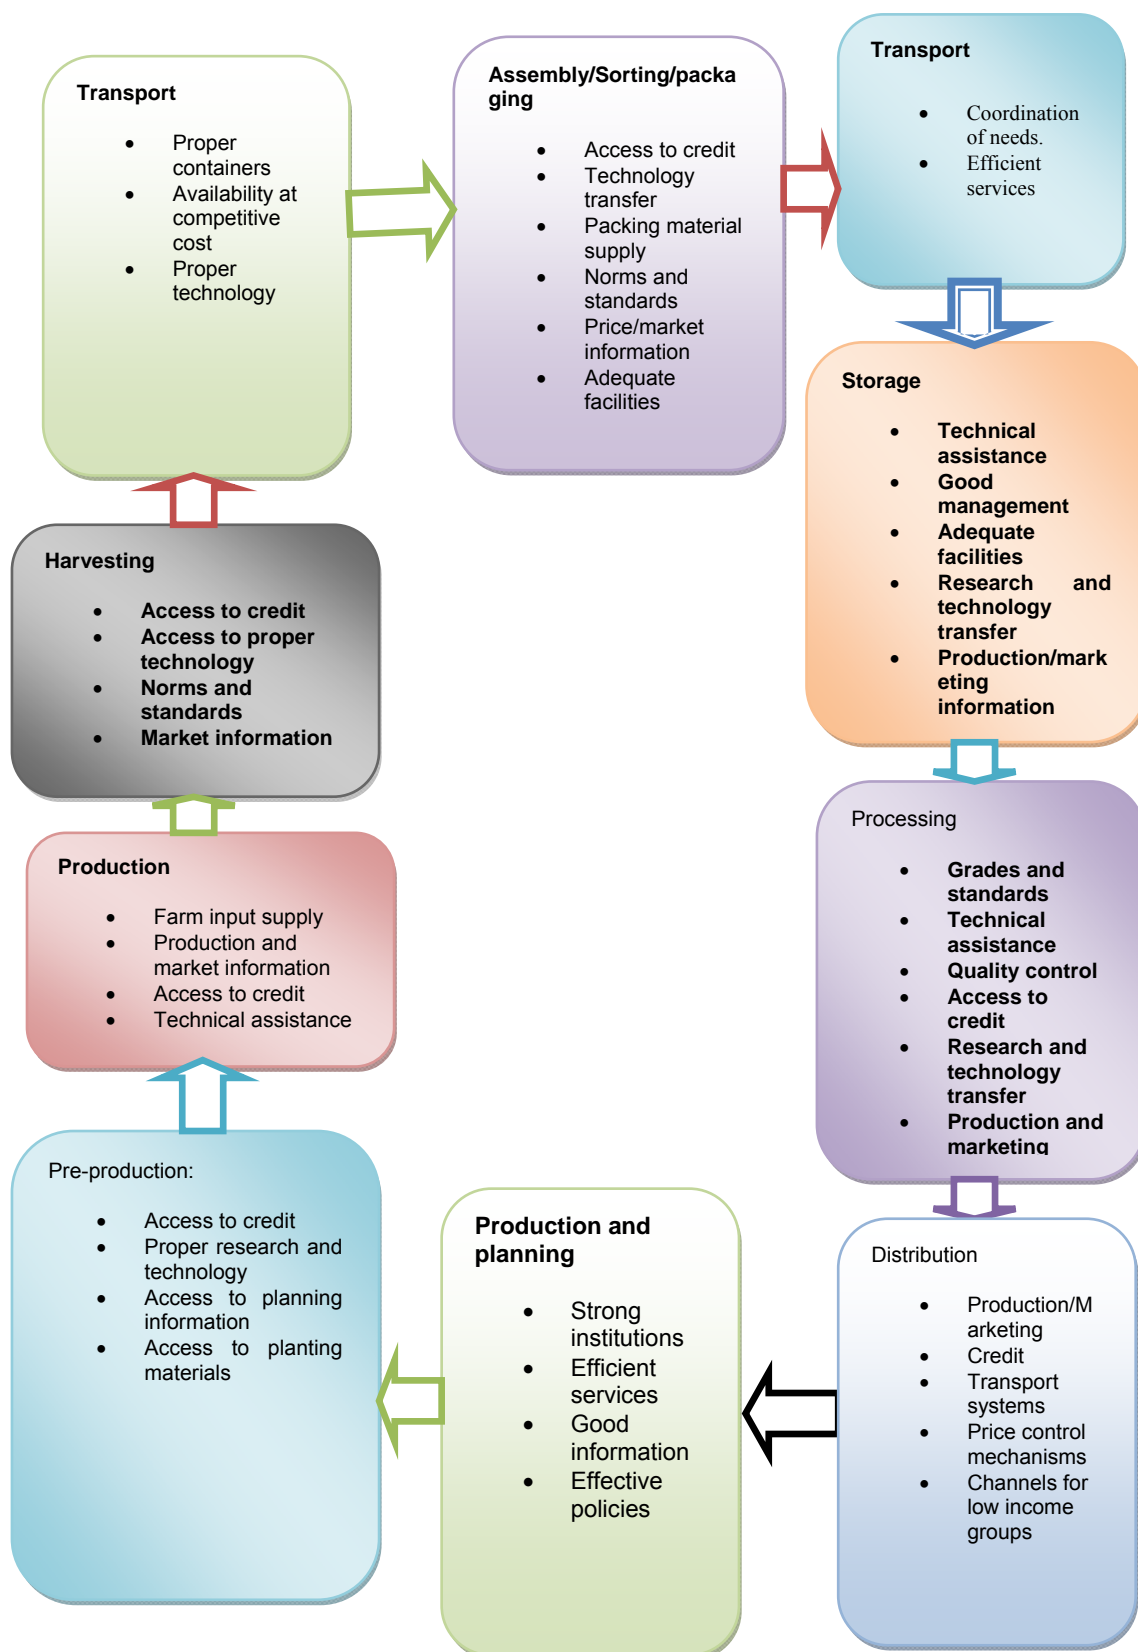 Transport
• Proper
containers
• Availability at
competitive
cost
• Proper
technology
Assembly/Sorting/packa
ging
• Access to credit
• Technology
transfer
• Packing material
supply
• Norms and
standards
• Price/market
information
• Adequate
facilities
Transport
• Coordination
of needs.
• Efficient
services
Storage
• Technical
assistance
• Good
management
• Adequate
facilities
• Research and
technology
transfer
• Production/mark
eting
information
Harvesting
• Access to credit
• Access to proper
technology
• Norms and
standards
• Market information
Processing
• Grades and
standards
• Technical
assistance
• Quality control
• Access to
credit
• Research and
technology
transfer
• Production and
marketing
Production
• Farm input supply
• Production and
market information
• Access to credit
• Technical assistance
Pre-production:
• Access to credit
• Proper research and
technology
• Access to planning
information
• Access to planting
materials
Production and
planning
• Strong
institutions
• Efficient
services
• Good
information
• Effective
policies
Distribution
• Production/M
arketing
• Credit
• Transport
systems
• Price control
mechanisms
• Channels for
low income
groups